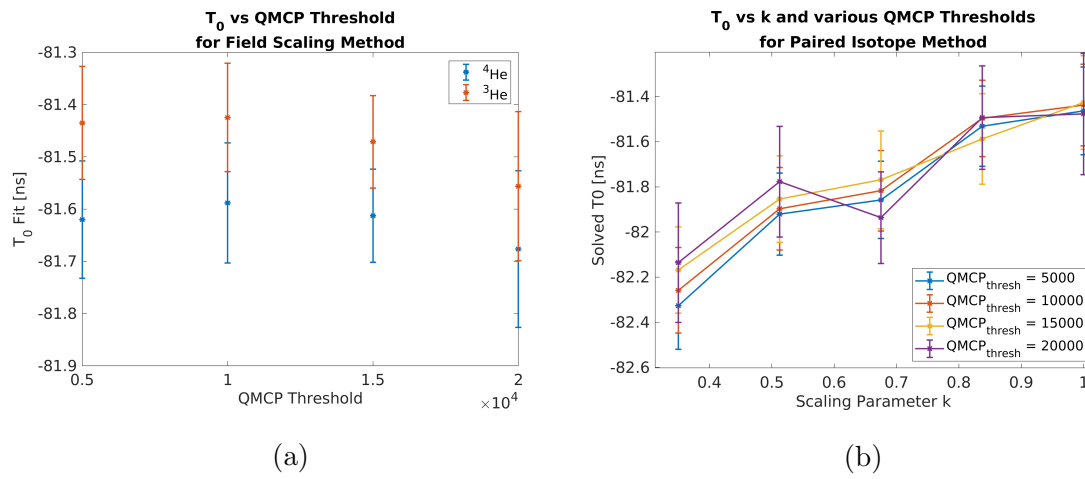 T0 vs QMCP Threshold
for Field Scaling Method
-81.3
-81.4
-81.5
-81.6
-81.7
-81.8
-81.9
T0 Fit [ns]
4He
3He
0.5
1
1.5
2
×10^4
QMCP Threshold
(a)
T0 vs k and various QMCP Thresholds
for Paired Isotope Method
-81.4
-81.6
-81.8
-82
-82.2
-82.4
-82.6
Solved T0 [ns]
QMCPthresh = 5000
QMCPthresh = 10000
QMCPthresh = 15000
QMCPthresh = 20000
0.4
0.5
0.6
0.7
0.8
0.9
1
Scaling Parameter k
(b)